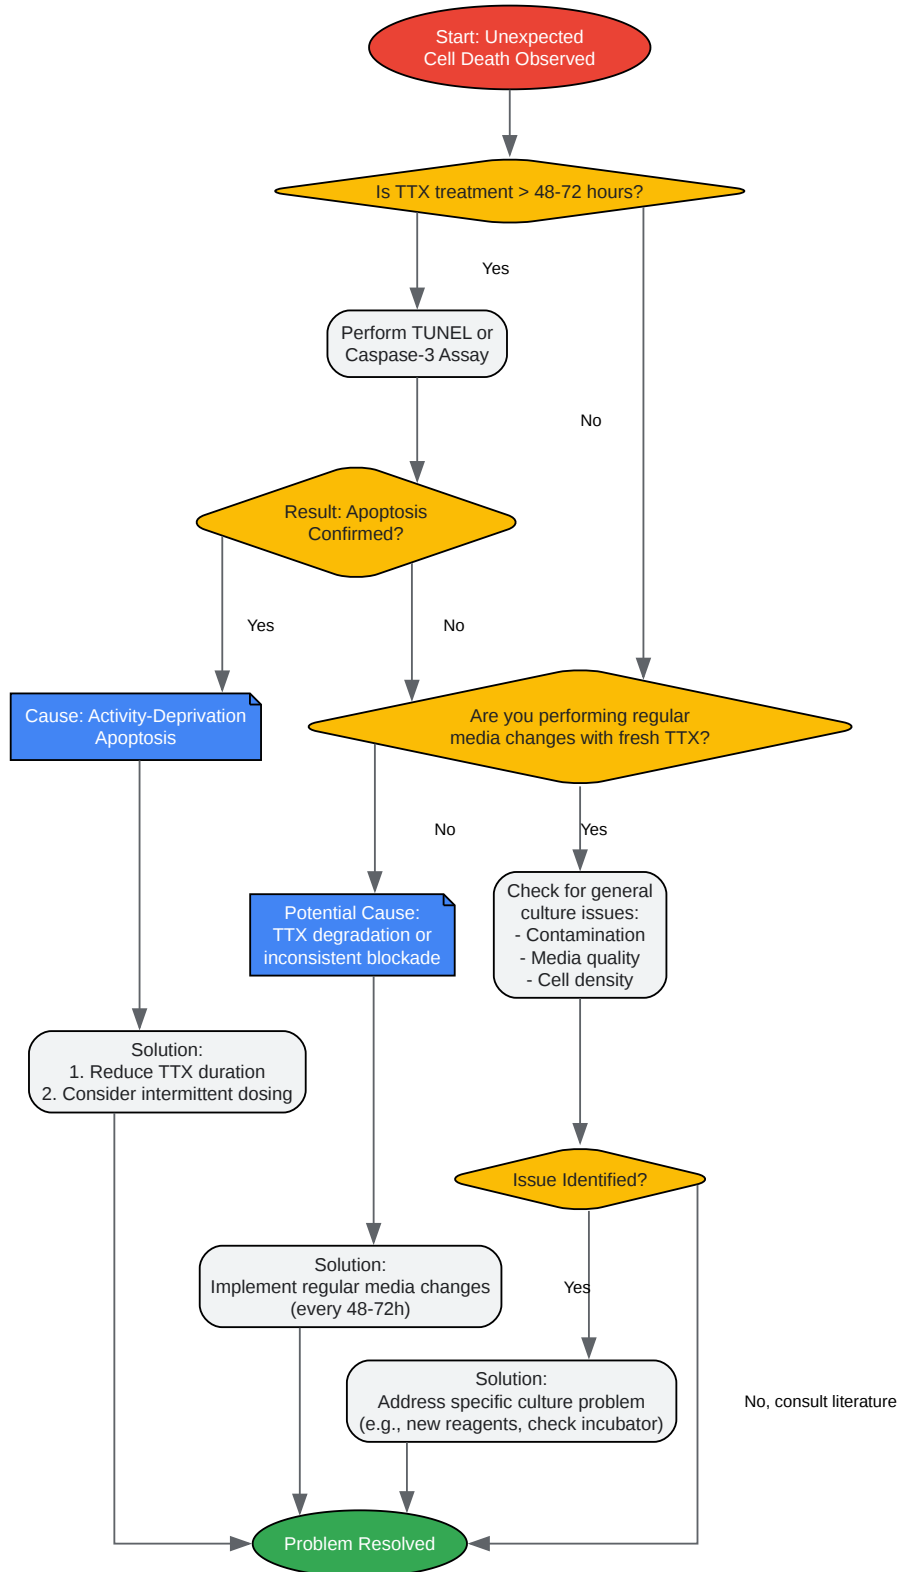 Start: Unexpected
Cell Death Observed
Is TTX treatment > 48-72 hours?
Yes
Perform TUNEL or
Caspase-3 Assay
No
Result: Apoptosis
Confirmed?
Yes
No
Cause: Activity-Deprivation
Apoptosis
Are you performing regular
media changes with fresh TTX?
No
Yes
Potential Cause:
TTX degradation or
inconsistent blockade
Check for general
culture issues:
- Contamination
- Media quality
- Cell density
Solution:
1. Reduce TTX duration
2. Consider intermittent dosing
Issue Identified?
Solution:
Implement regular media changes
(every 48-72h)
Yes
Solution:
Address specific culture problem
(e.g., new reagents, check incubator)
No, consult literature
Problem Resolved